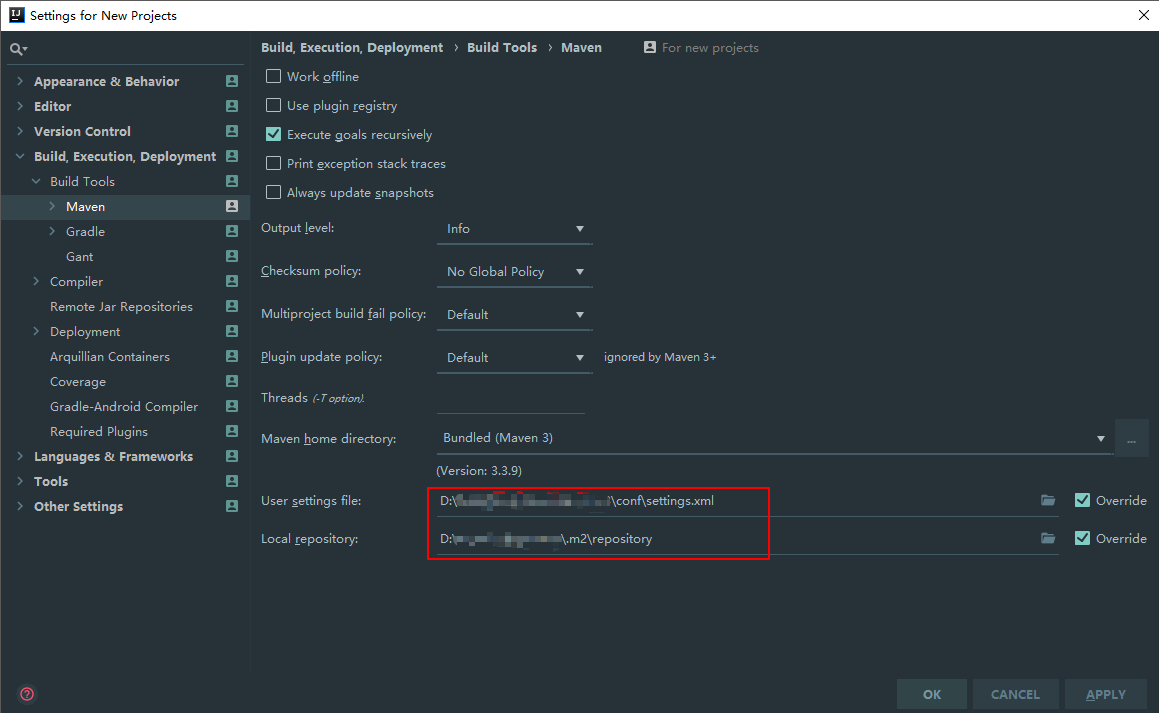 Settings for New Projects
Build, Execution, Deployment › Build Tools › Maven For new projects
Appearance & Behavior
Editor
Version Control
Build, Execution, Deployment
Build Tools
Maven
Gradle
Gant
Compiler
Remote Jar Repositories
Deployment
Arquillian Containers
Coverage
Gradle-Android Compiler
Required Plugins
Languages & Frameworks
Tools
Other Settings
Work offline
Use plugin registry
Execute goals recursively
Print exception stack traces
Always update snapshots
Output level: Info
Checksum policy: No Global Policy
Multiproject build fail policy: Default
Plugin update policy: Default ignored by Maven 3+
Threads (-T option):
Maven home directory: Bundled (Maven 3) ...
(Version: 3.3.9)
User settings file: D:\ \conf\settings.xml Override
Local repository: D:\ \.m2\repository Override
? OK CANCEL APPLY